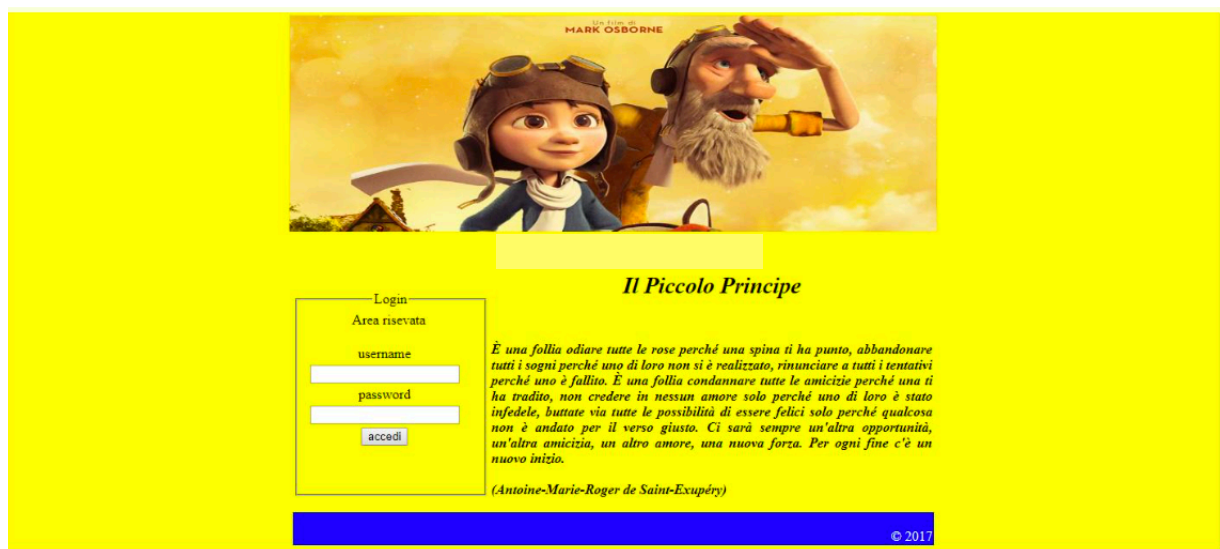 Un film di
MARK OSBORNE
Il Piccolo Principe
Login
Area risevata
username
password
accedi
È una follia odiare tutte le rose perché una spina ti ha punto, abbandonare
tutti i sogni perché uno di loro non si è realizzato, rinunciare a tutti i tentativi
perché uno è fallito. È una follia condannare tutte le amicizie perché una ti
ha tradito, non credere in nessun amore solo perché uno di loro è stato
infedele, buttate via tutte le possibilità di essere felici solo perché qualcosa
non è andato per il verso giusto. Ci sarà sempre un'altra opportunità,
un'altra amicizia, un altro amore, una nuova forza. Per ogni fine c'è un
nuovo inizio.
(Antoine-Marie-Roger de Saint-Exupéry)
© 2017